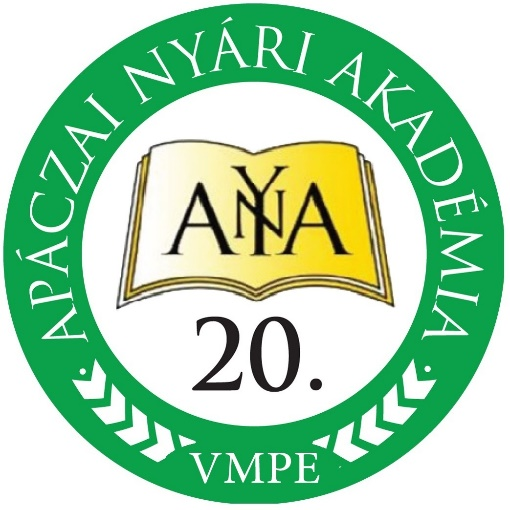 · APÁCZAI NYÁRI AKADÉMIA ·
ANYA
20.
VMPE